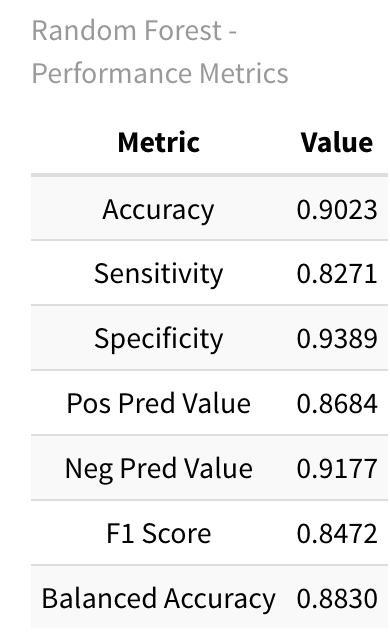 Random Forest -
Performance Metrics
Metric Value
Accuracy 0.9023
Sensitivity 0.8271
Specificity 0.9389
Pos Pred Value 0.8684
Neg Pred Value 0.9177
F1 Score 0.8472
Balanced Accuracy 0.8830